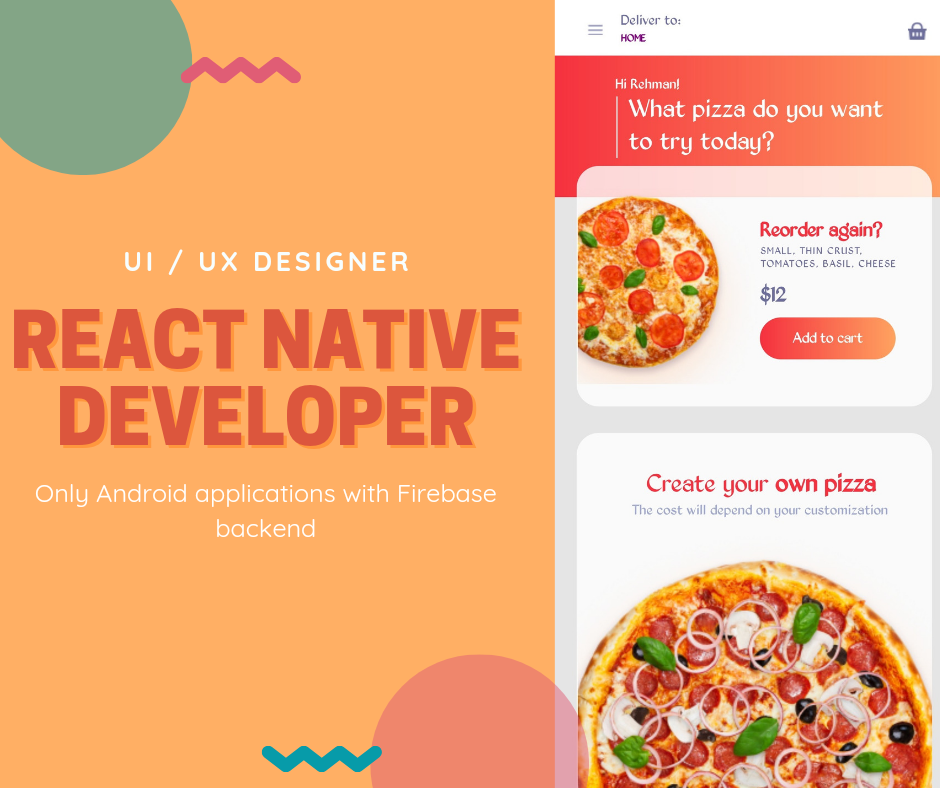 UI / UX DESIGNER
REACT NATIVE
DEVELOPER
Only Android applications with Firebase
backend
Deliver to:
HOME
Hi Rehman!
What pizza do you want
to try today?
Reorder again?
SMALL, THIN CRUST,
TOMATOES, BASIL, CHEESE
$12
Add to cart
Create your own pizza
The cost will depend on your customization